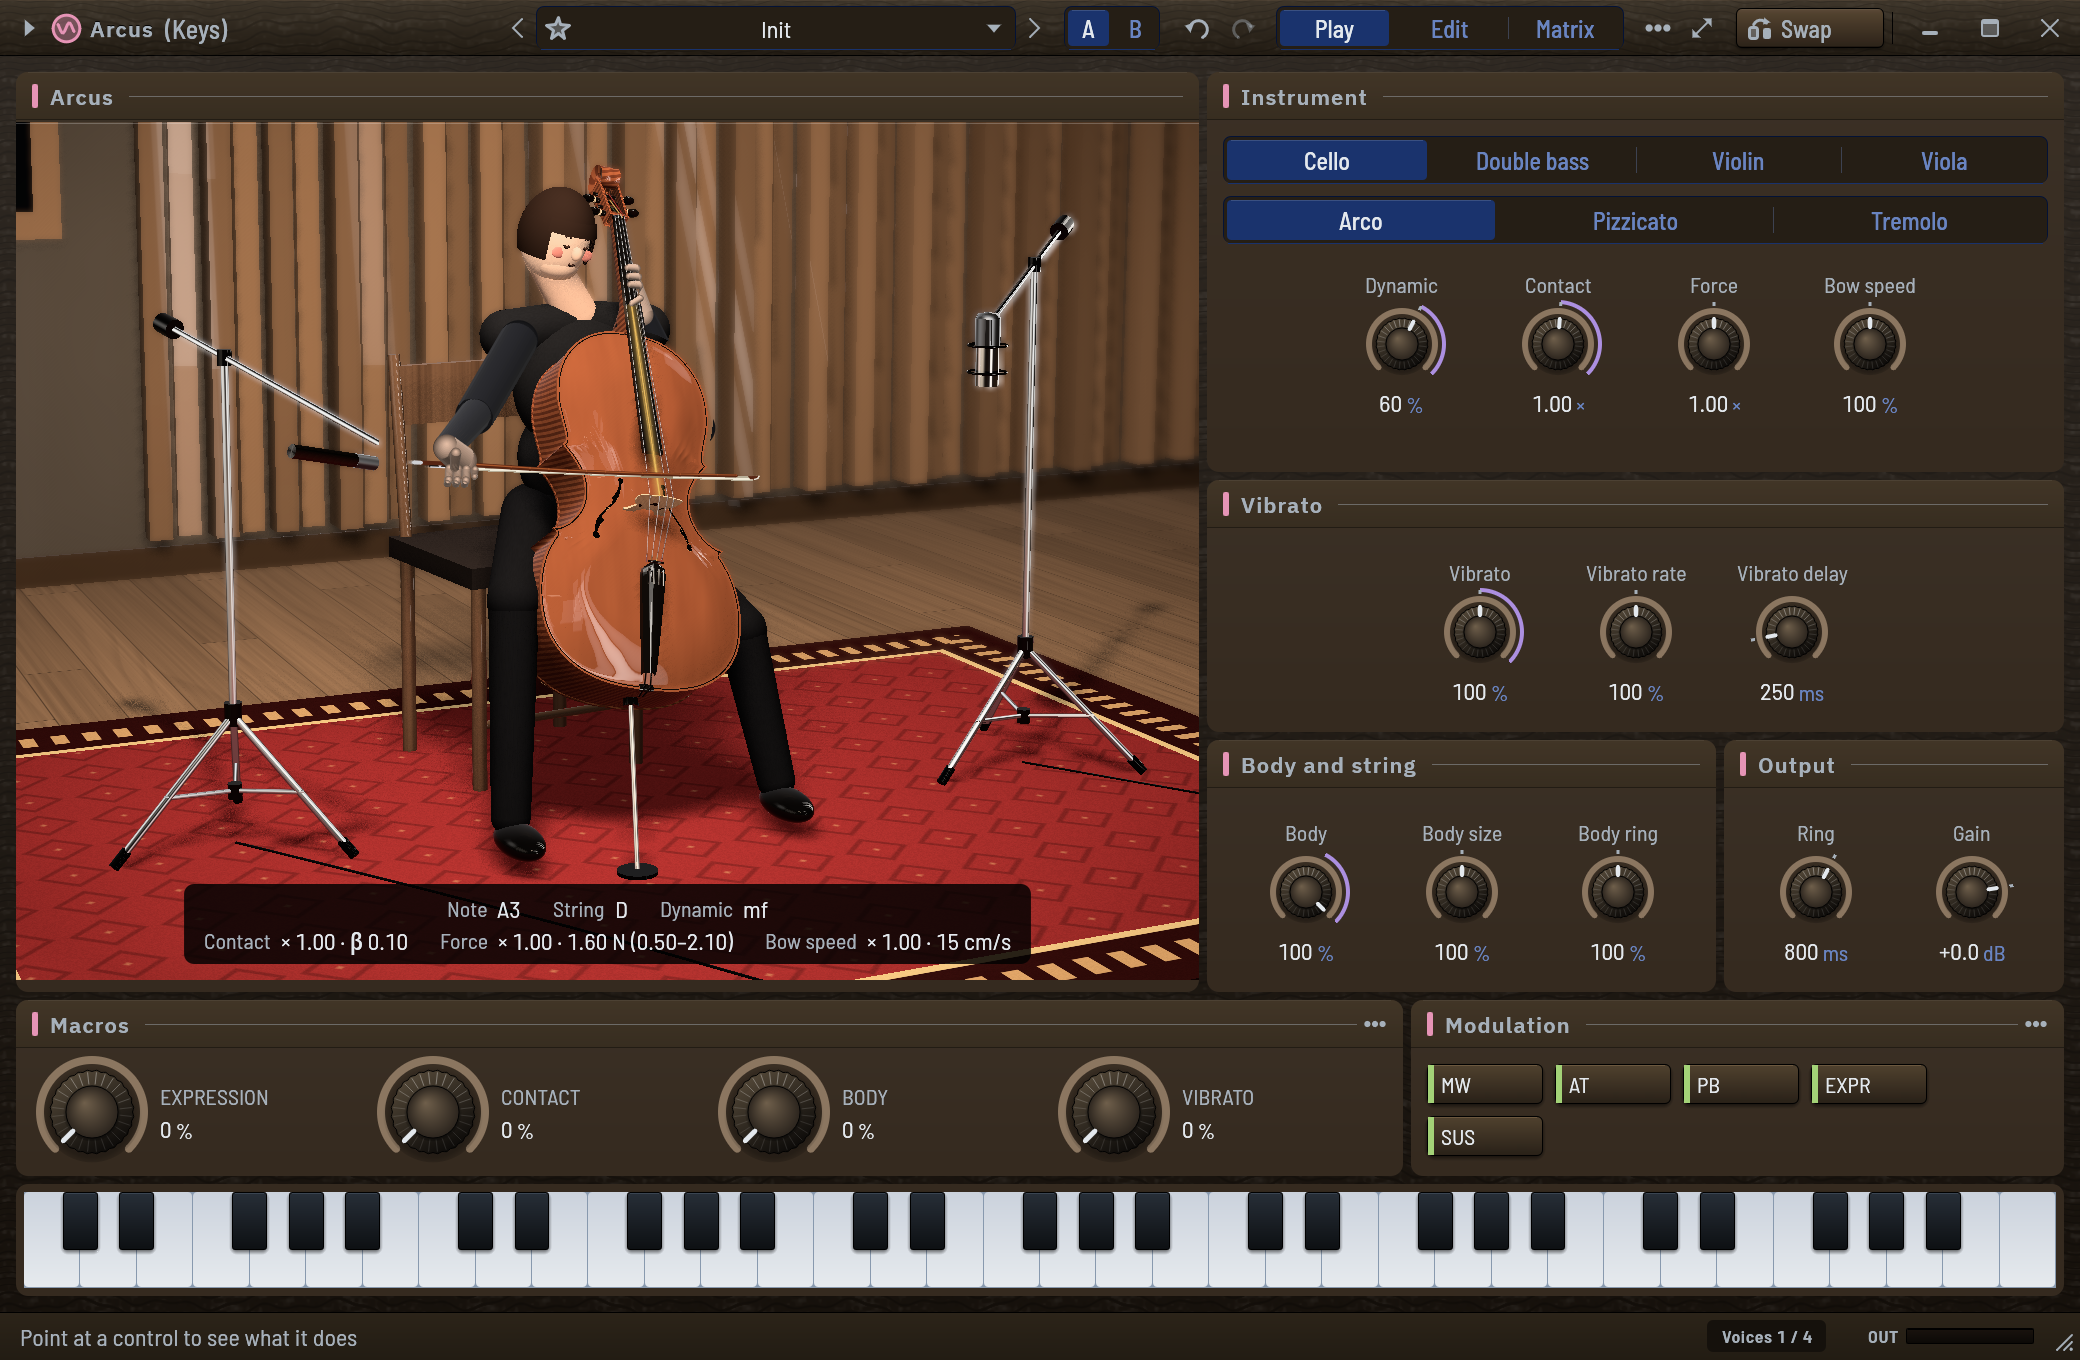 Arcus (Keys)
Init
A B
Play Edit Matrix
Swap
Arcus
Note A3 String D Dynamic mf
Contact × 1.00 · β 0.10 Force × 1.00 · 1.60 N (0.50–2.10) Bow speed × 1.00 · 15 cm/s
Instrument
Cello Double bass Violin Viola
Arco Pizzicato Tremolo
Dynamic Contact Force Bow speed
60 % 1.00 × 1.00 × 100 %
Vibrato
Vibrato Vibrato rate Vibrato delay
100 % 100 % 250 ms
Body and string
Body Body size Body ring
100 % 100 % 100 %
Output
Ring Gain
800 ms +0.0 dB
Macros
EXPRESSION
0 %
CONTACT
0 %
BODY
0 %
VIBRATO
0 %
Modulation
MW AT PB EXPR
SUS
Point at a control to see what it does
Voices 1 / 4 OUT